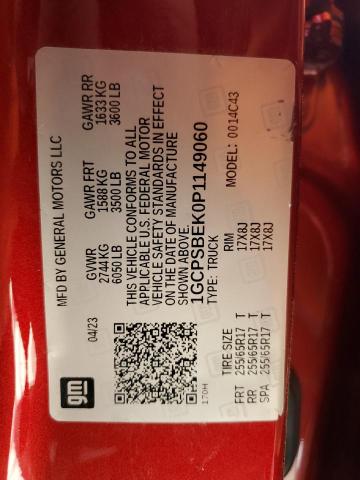 gm
MFD BY GENERAL MOTORS LLC
04/23 GVWR GAWR FRT GAWR RR
2744 KG 1588 KG 1633 KG
6050 LB 3500 LB 3600 LB
THIS VEHICLE CONFORMS TO ALL
APPLICABLE U.S. FEDERAL MOTOR
VEHICLE SAFETY STANDARDS IN EFFECT
ON THE DATE OF MANUFACTURE
SHOWN ABOVE.
1GCPSBEK0P1149060
TYPE: TRUCK MODEL: 0014C43
170H
TIRE SIZE RIM
FRT 255/65R17 T 17X8J
RR 255/65R17 T 17X8J
SPA 255/65R17 T 17X8J